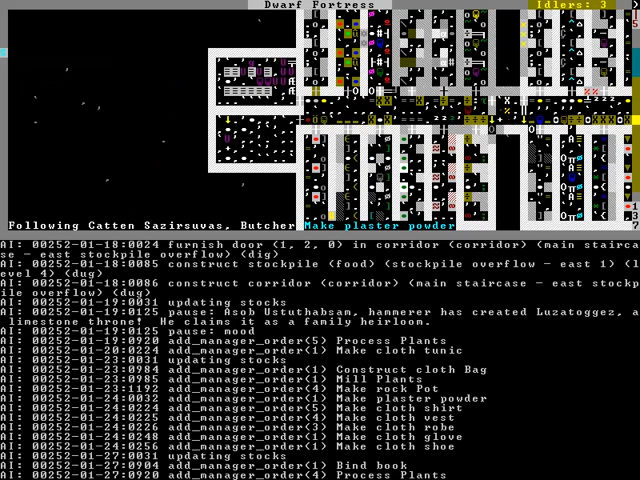 Dwarf Fortress
Idlers: 3
Following Catten Sazirsuvas, Butcher
Make plaster powder
AI: 00252-01-18:0024 furnish door (1, 2, 0) in corridor (corridor) (main stairca
se - east stockpile overflow) (dig)
AI: 00252-01-18:0085 construct stockpile (food) (stockpile overflow - east 1) (l
evel 4) (dug)
AI: 00252-01-18:0086 construct corridor (corridor) (main staircase - east stockp
ile overflow) (dug)
AI: 00252-01-19:0031 updating stocks
AI: 00252-01-19:0125 pause: Asob Ustuthabsam, hammerer has created Luzatoggez, a
 limestone throne!  He claims it as a family heirloom.
AI: 00252-01-19:0125 pause: mood
AI: 00252-01-19:0920 add_manager_order(5) Process Plants
AI: 00252-01-20:0224 add_manager_order(1) Make cloth tunic
AI: 00252-01-23:0031 updating stocks
AI: 00252-01-23:0984 add_manager_order(1) Construct cloth Bag
AI: 00252-01-23:0985 add_manager_order(1) Mill Plants
AI: 00252-01-23:1192 add_manager_order(4) Make rock Pot
AI: 00252-01-24:0032 add_manager_order(1) Make plaster powder
AI: 00252-01-24:0224 add_manager_order(5) Make cloth shirt
AI: 00252-01-24:0225 add_manager_order(4) Make cloth vest
AI: 00252-01-24:0226 add_manager_order(3) Make cloth robe
AI: 00252-01-24:0248 add_manager_order(1) Make cloth glove
AI: 00252-01-24:0256 add_manager_order(1) Make cloth shoe
AI: 00252-01-27:0031 updating stocks
AI: 00252-01-27:0904 add_manager_order(1) Bind book
AI: 00252-01-27:0920 add_manager_order(4) Process Plants